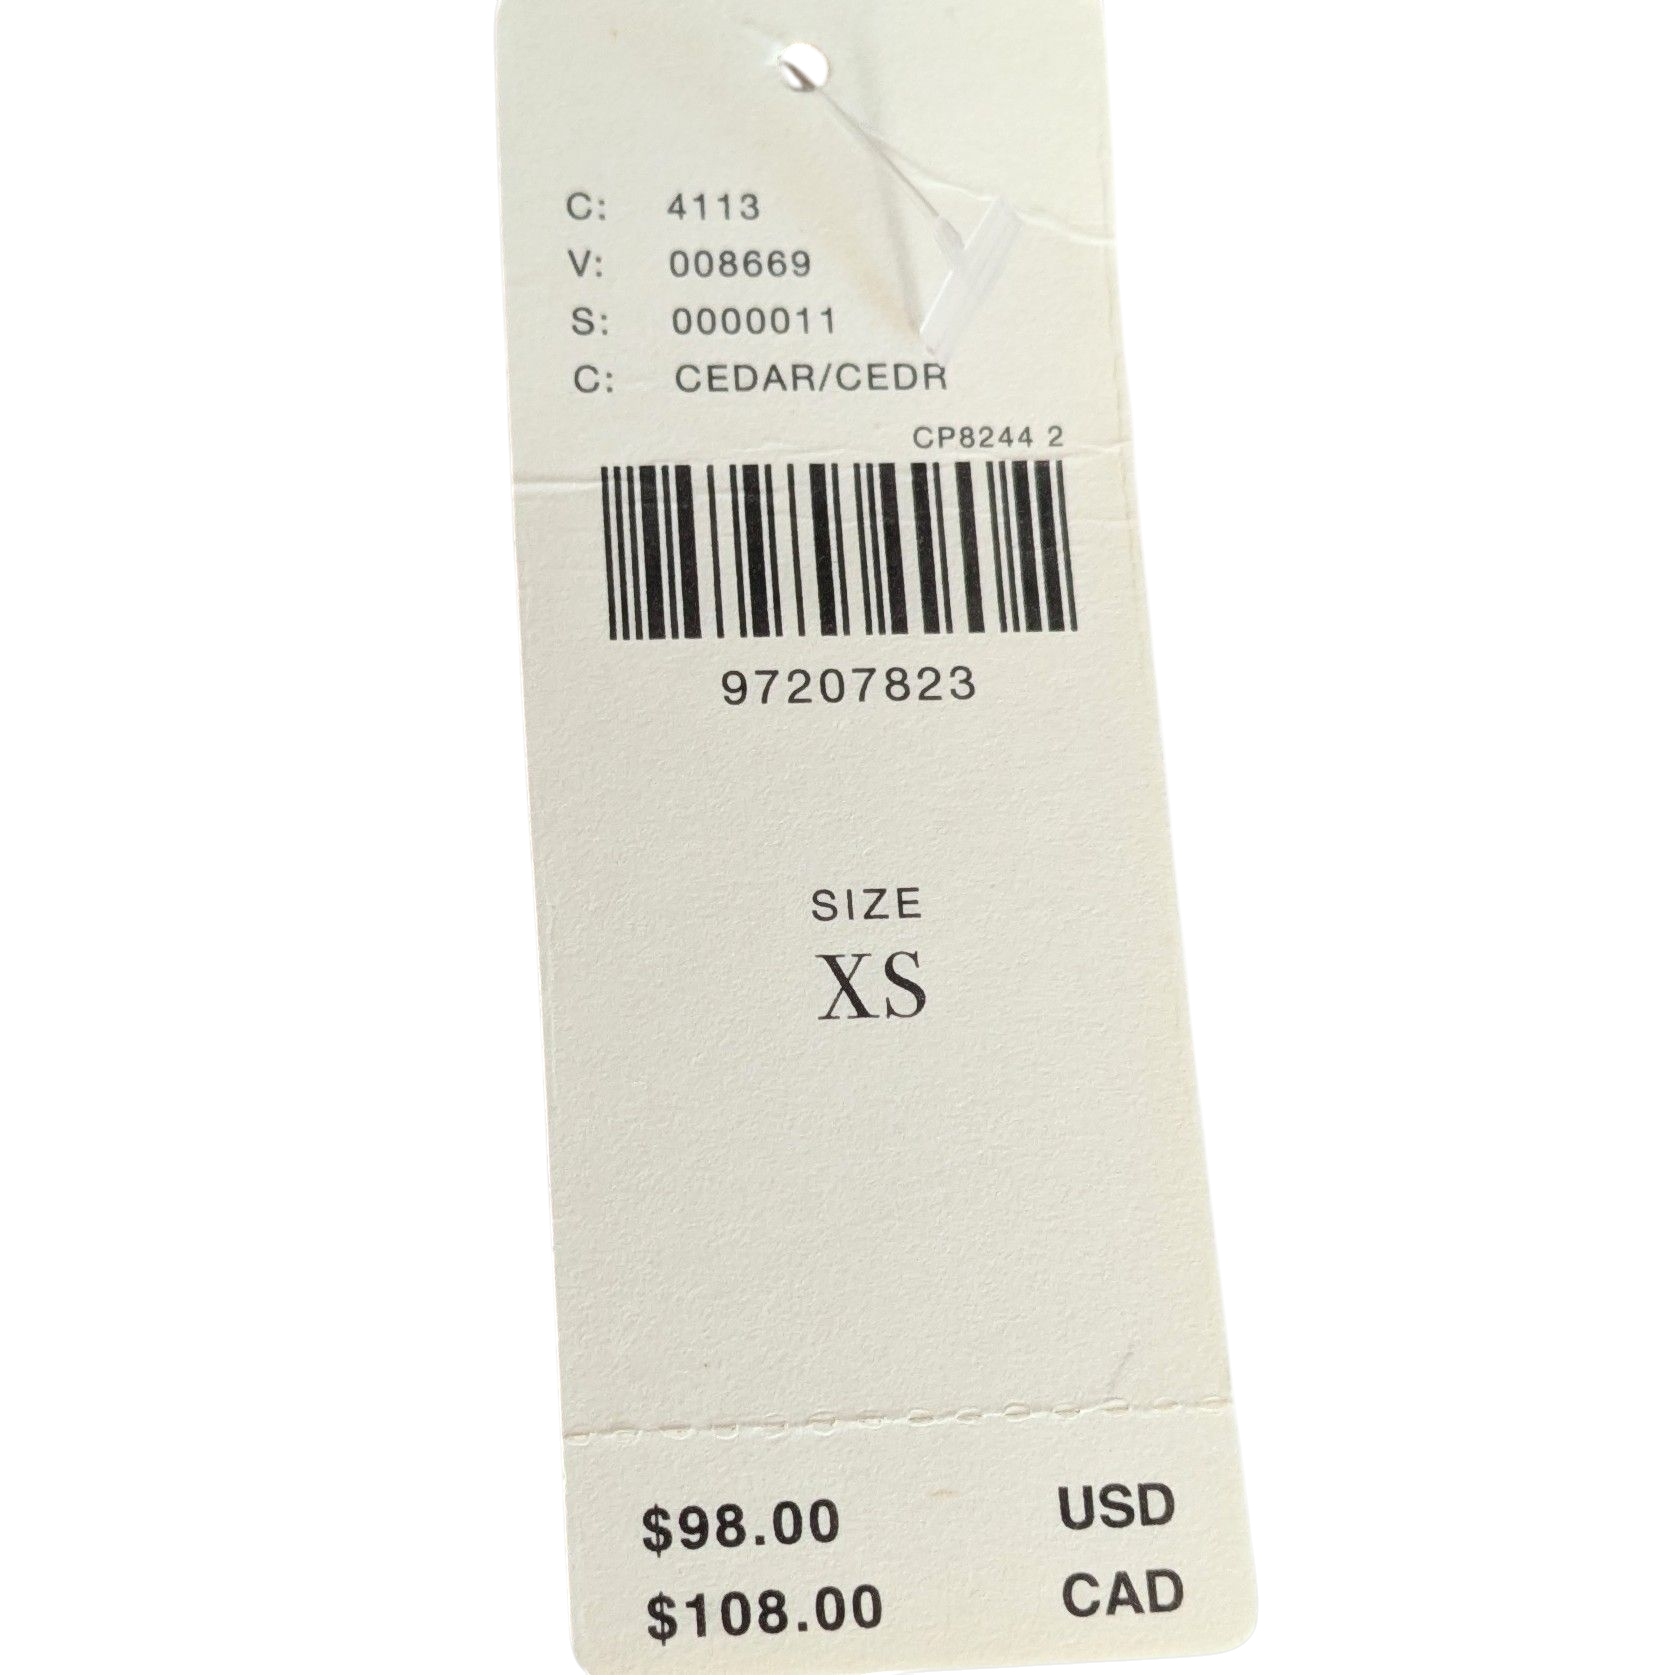 C: 4113
V: 008669
S: 0000011
C: CEDAR/CEDR
CP8244 2
97207823
SIZE
XS
$98.00 USD
$108.00 CAD